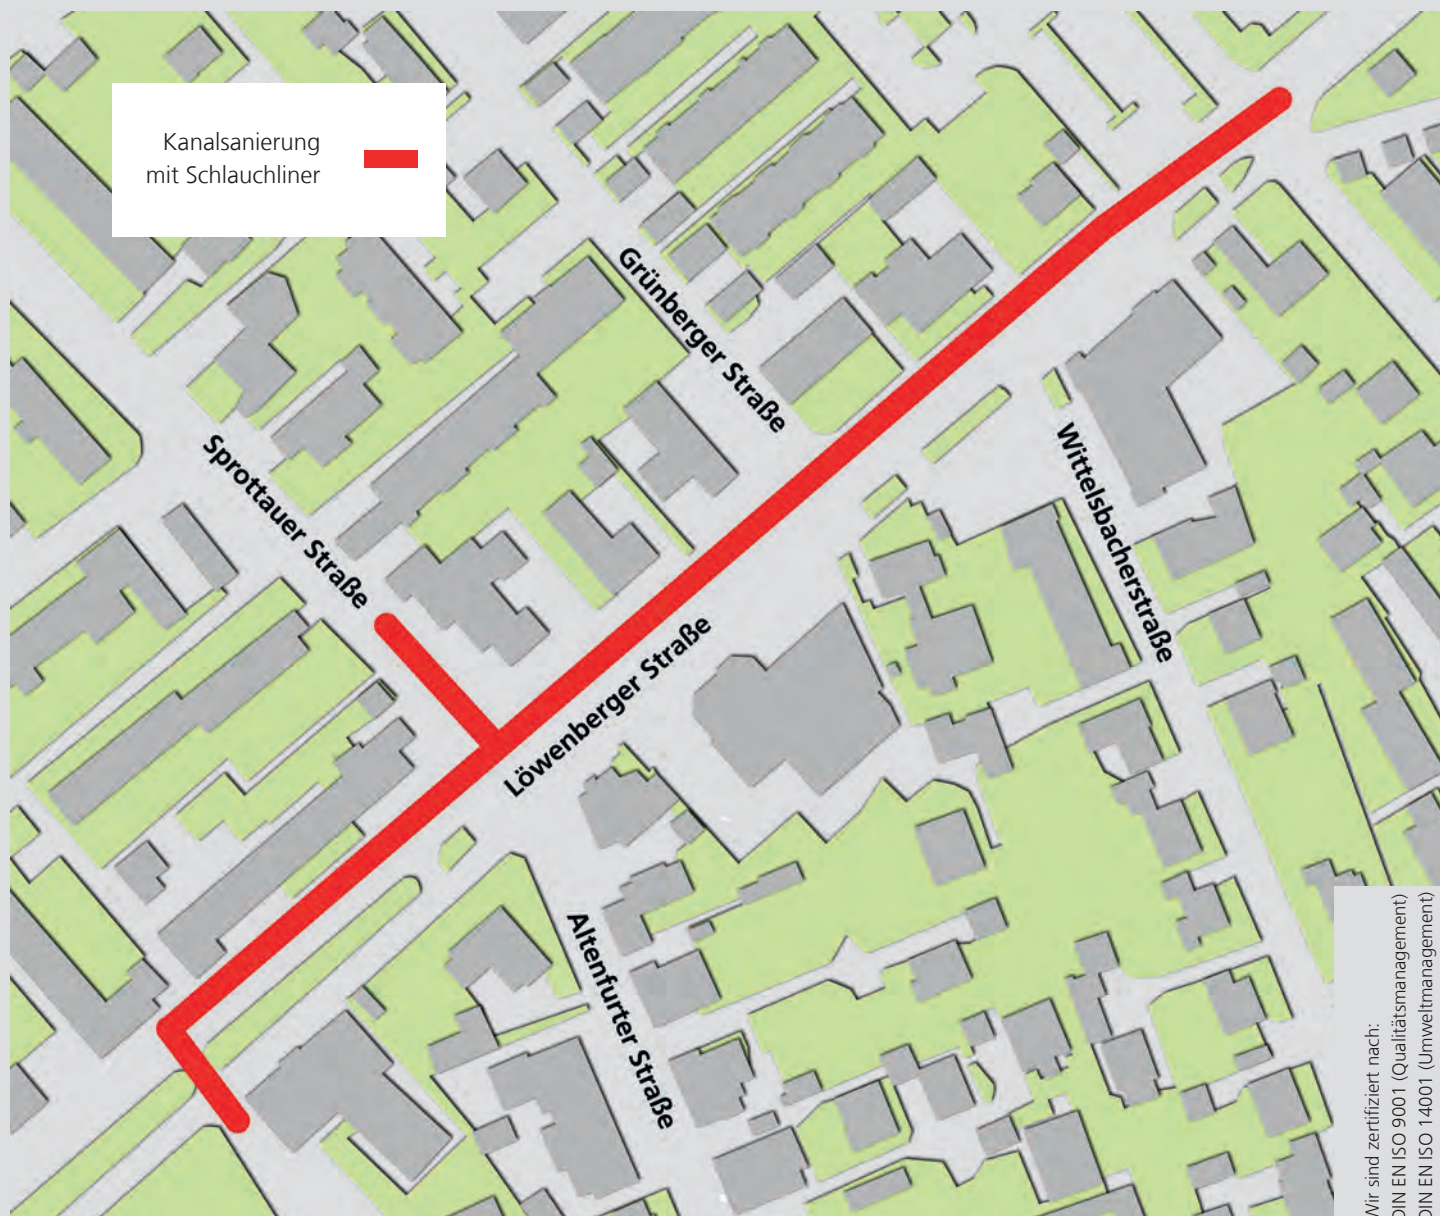 Kanalsanierung
mit Schlauchliner
Grünberger Straße
Sprottauer Straße
Wittelsbacherstraße
Löwenberger Straße
Altenfurter Straße
Wir sind zertifiziert nach:
DIN EN ISO 9001 (Qualitätsmanagement)
DIN EN ISO 14001 (Umweltmanagement)